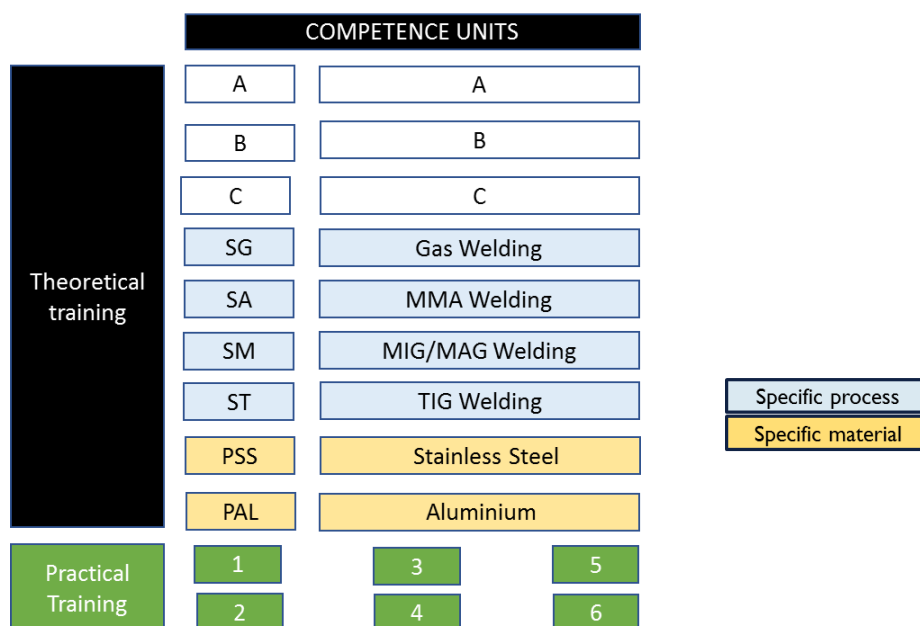 COMPETENCE UNITS
Theoretical
training
A
A
B
B
C
C
SG
Gas Welding
SA
MMA Welding
SM
MIG/MAG Welding
ST
TIG Welding
PSS
Stainless Steel
PAL
Aluminium
Specific process
Specific material
Practical
Training
1
3
5
2
4
6